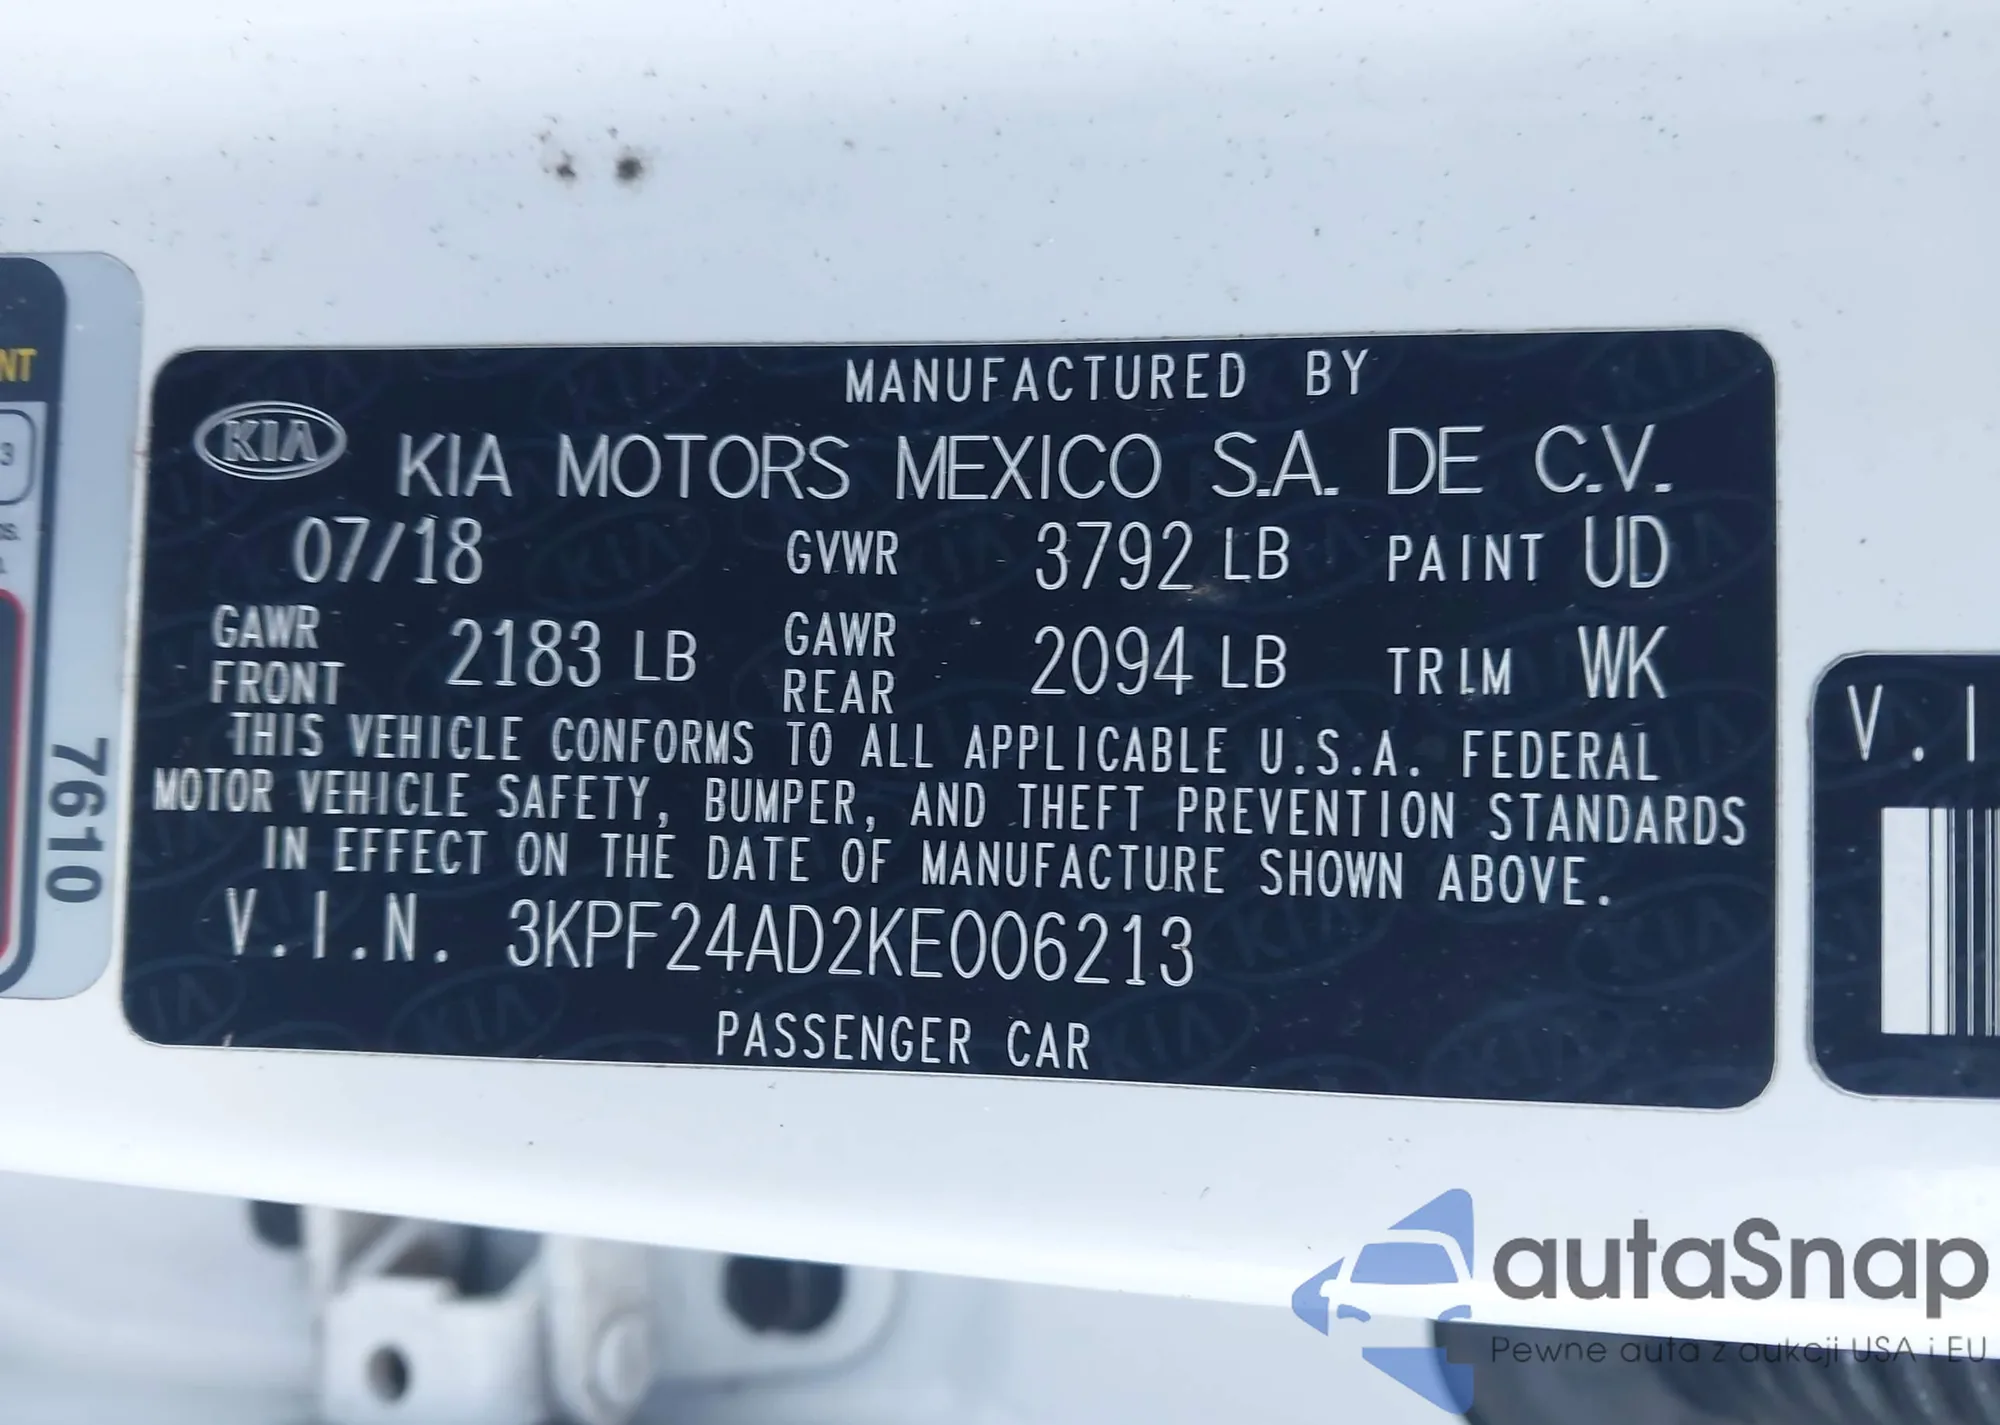 MANUFACTURED BY
KIA KIA MOTORS MEXICO S.A. DE C.V.
07/18 GVWR 3792 LB PAINT UD
GAWR FRONT 2183 LB GAWR REAR 2094 LB TRIM WK
THIS VEHICLE CONFORMS TO ALL APPLICABLE U.S.A. FEDERAL
MOTOR VEHICLE SAFETY, BUMPER, AND THEFT PREVENTION STANDARDS
IN EFFECT ON THE DATE OF MANUFACTURE SHOWN ABOVE.
V.I.N. 3KPF24AD2KE006213
PASSENGER CAR
NT
3
7610
V.I
autaSnap
Pewne auta z aukcji USA i EU